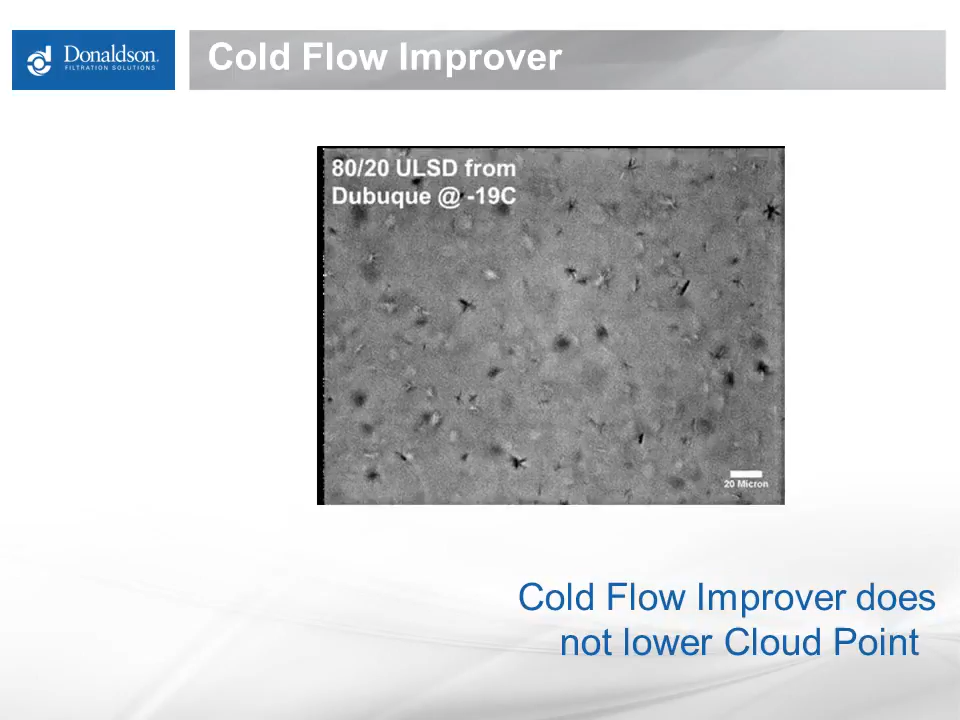 Donaldson.
FILTRATION SOLUTIONS
Cold Flow Improver
80/20 ULSD from
Dubuque @ -19C
20 Micron
Cold Flow Improver does
not lower Cloud Point